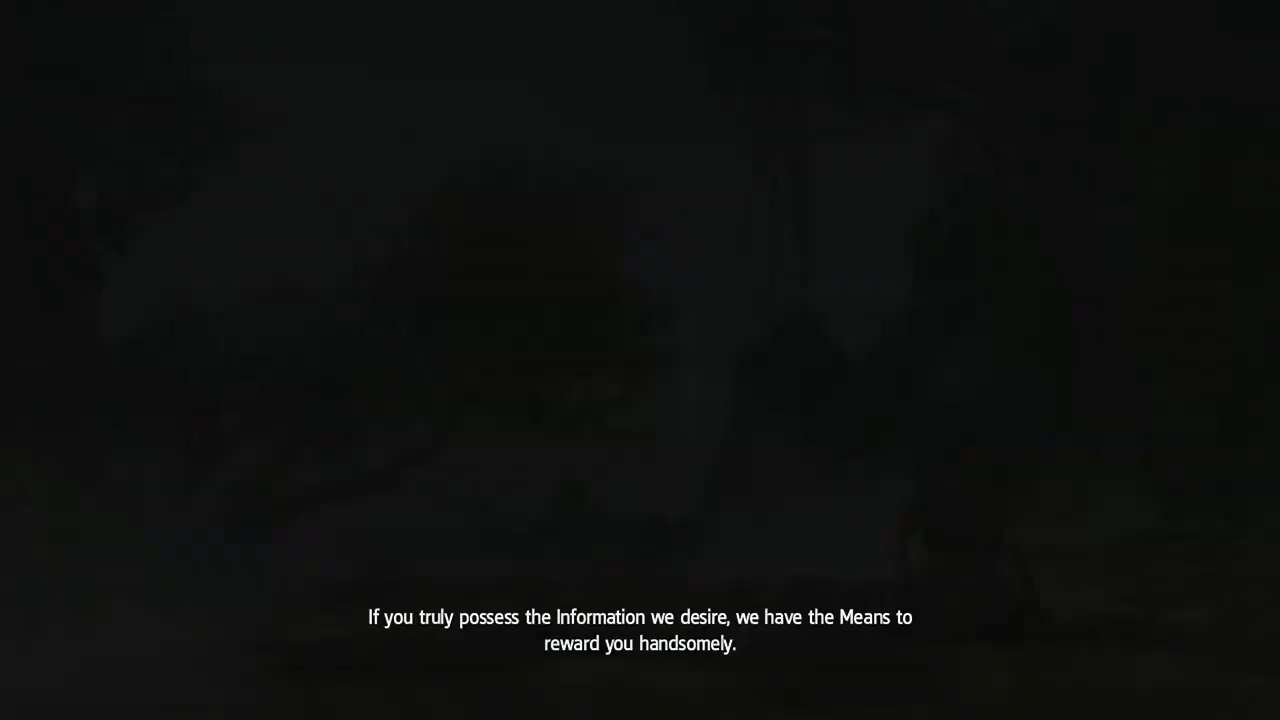 If you truly possess the Information we desire, we have the Means to
reward you handsomely.